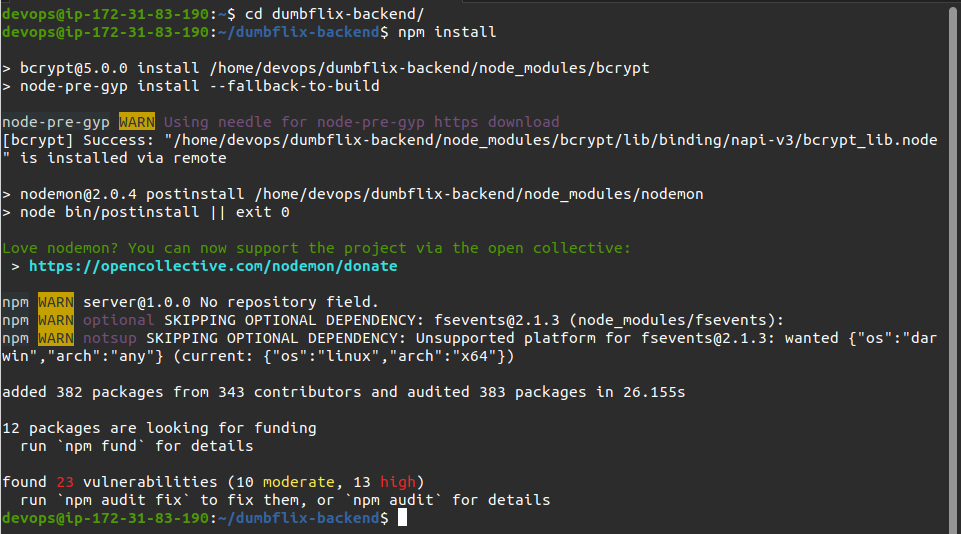 devops@ip-172-31-83-190:~$ cd dumbflix-backend/
devops@ip-172-31-83-190:~/dumbflix-backend$ npm install
> bcrypt@5.0.0 install /home/devops/dumbflix-backend/node_modules/bcrypt
> node-pre-gyp install --fallback-to-build
node-pre-gyp WARN Using needle for node-pre-gyp https download
[bcrypt] Success: "/home/devops/dumbflix-backend/node_modules/bcrypt/lib/binding/napi-v3/bcrypt_lib.node
" is installed via remote
> nodemon@2.0.4 postinstall /home/devops/dumbflix-backend/node_modules/nodemon
> node bin/postinstall || exit 0
Love nodemon? You can now support the project via the open collective:
 > https://opencollective.com/nodemon/donate
npm WARN server@1.0.0 No repository field.
npm WARN optional SKIPPING OPTIONAL DEPENDENCY: fsevents@2.1.3 (node_modules/fsevents):
npm WARN notsup SKIPPING OPTIONAL DEPENDENCY: Unsupported platform for fsevents@2.1.3: wanted {"os":"dar
win","arch":"any"} (current: {"os":"linux","arch":"x64"})
added 382 packages from 343 contributors and audited 383 packages in 26.155s
12 packages are looking for funding
  run `npm fund` for details
found 23 vulnerabilities (10 moderate, 13 high)
  run `npm audit fix` to fix them, or `npm audit` for details
devops@ip-172-31-83-190:~/dumbflix-backend$